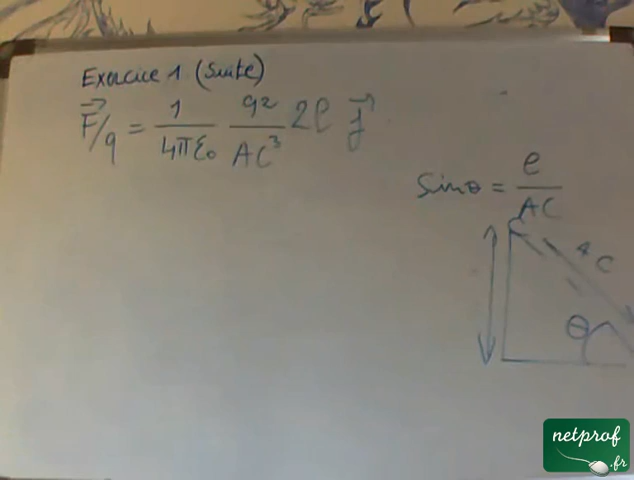 Exercice 1 (Suite)
F⃗/q = 1/4πε₀ q²/AC³ 2l j⃗
sinθ = l/AC
AC
θ
netprof
.fr